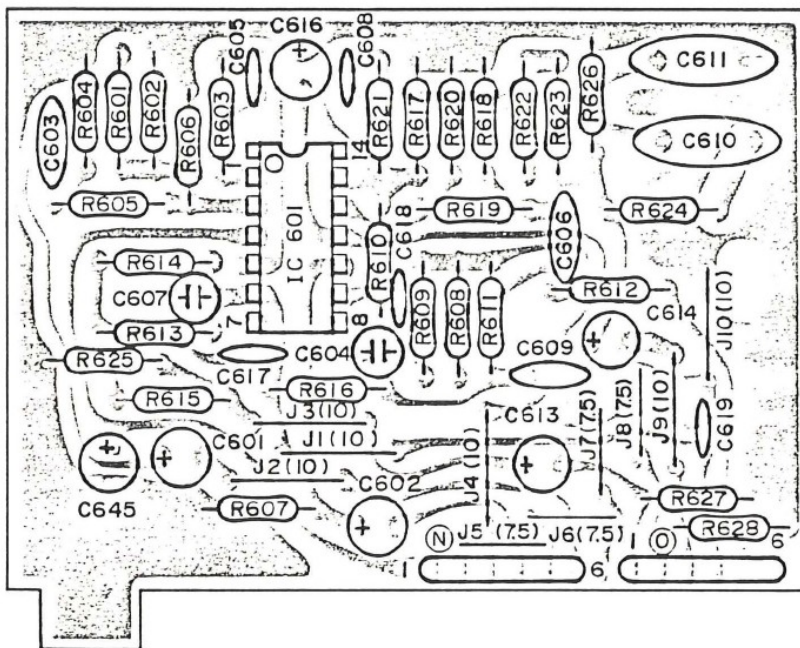 C605
C616
C608
C603
R604
R601
R602
R606
R603
R621
R617
R620
R618
R622
R623
R626
C611
C610
1
14
R605
IC 601
R610
C618
R619
C606
R624
R614
C607
R613
7
8
R609
R608
R611
R612
C614
J10(10)
R625
C617
C604
R616
C609
R615
J3(10)
J1(10)
J2(10)
C601
C645
R607
C602
J4(10)
C613
J7(7.5)
J8(7.5)
J9(10)
C619
R627
R628
N
J5 (7.5)
J6(7.5)
1
6
1
O
6